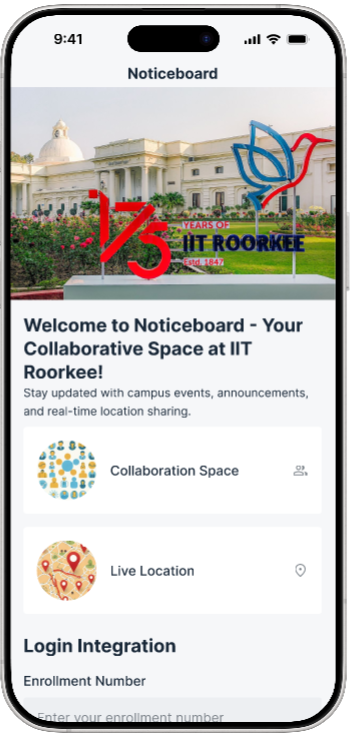 9:41
Noticeboard
175
YEARS OF
IIT ROORKEE
Estd. 1847
Welcome to Noticeboard - Your
Collaborative Space at IIT
Roorkee!
Stay updated with campus events, announcements,
and real-time location sharing.
Collaboration Space
Live Location
Login Integration
Enrollment Number
Enter your enrollment number